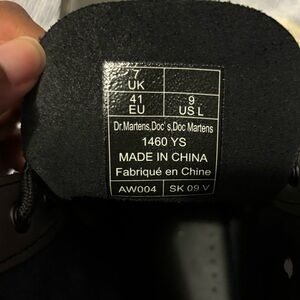 7
UK
41
EU
9
US L
Dr.Martens,Doc's,Doc Martens
1460 YS
MADE IN CHINA
Fabriqué en Chine
AW004 SK 09 V